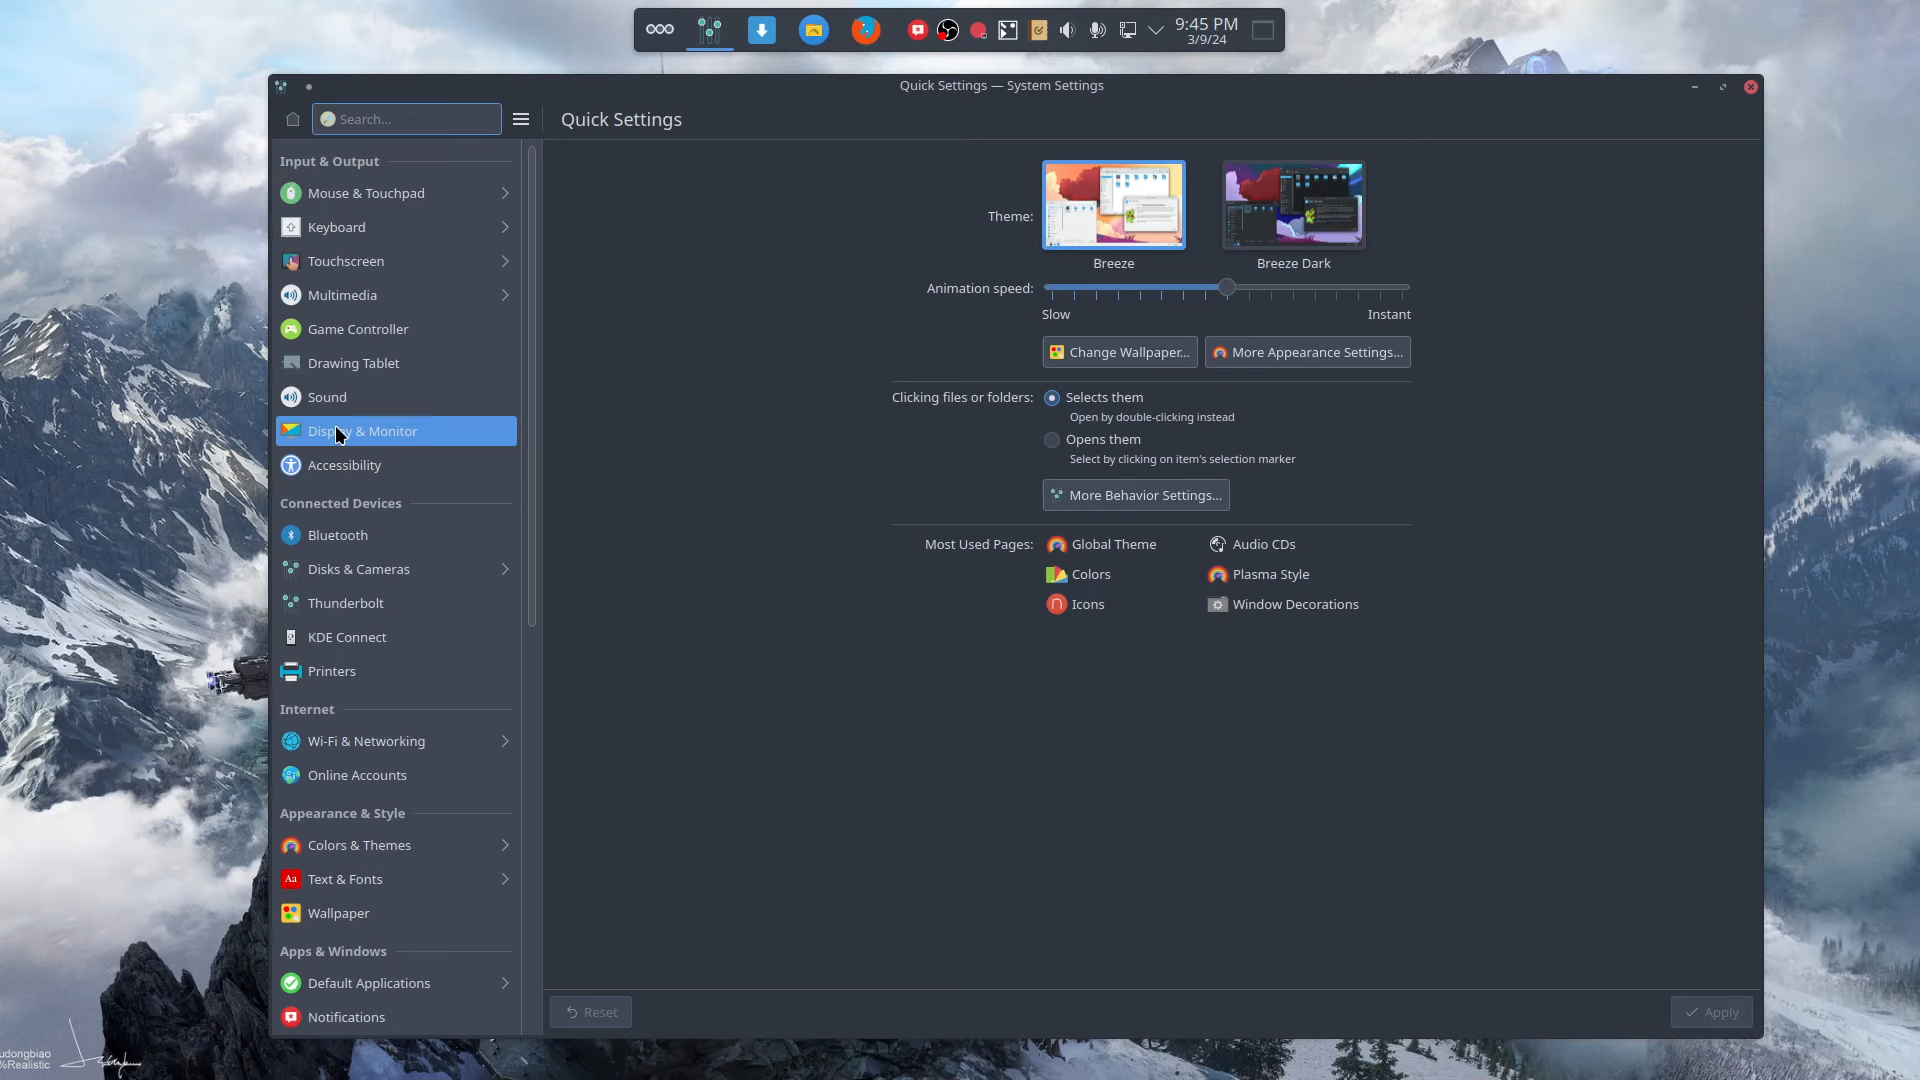 9:45 PM
3/9/24
Quick Settings — System Settings
Search...
Quick Settings
Input & Output
Mouse & Touchpad
Keyboard
Touchscreen
Multimedia
Game Controller
Drawing Tablet
Sound
Display & Monitor
Accessibility
Connected Devices
Bluetooth
Disks & Cameras
Thunderbolt
KDE Connect
Printers
Internet
Wi-Fi & Networking
Online Accounts
Appearance & Style
Colors & Themes
Aa Text & Fonts
Wallpaper
Apps & Windows
Default Applications
Notifications
Theme:
Breeze
Breeze Dark
Animation speed:
Slow
Instant
Change Wallpaper...
More Appearance Settings...
Clicking files or folders:
Selects them
Open by double-clicking instead
Opens them
Select by clicking on item's selection marker
More Behavior Settings...
Most Used Pages:
Global Theme
Audio CDs
Colors
Plasma Style
Icons
Window Decorations
Reset
Apply
udongbiao
%Realistic